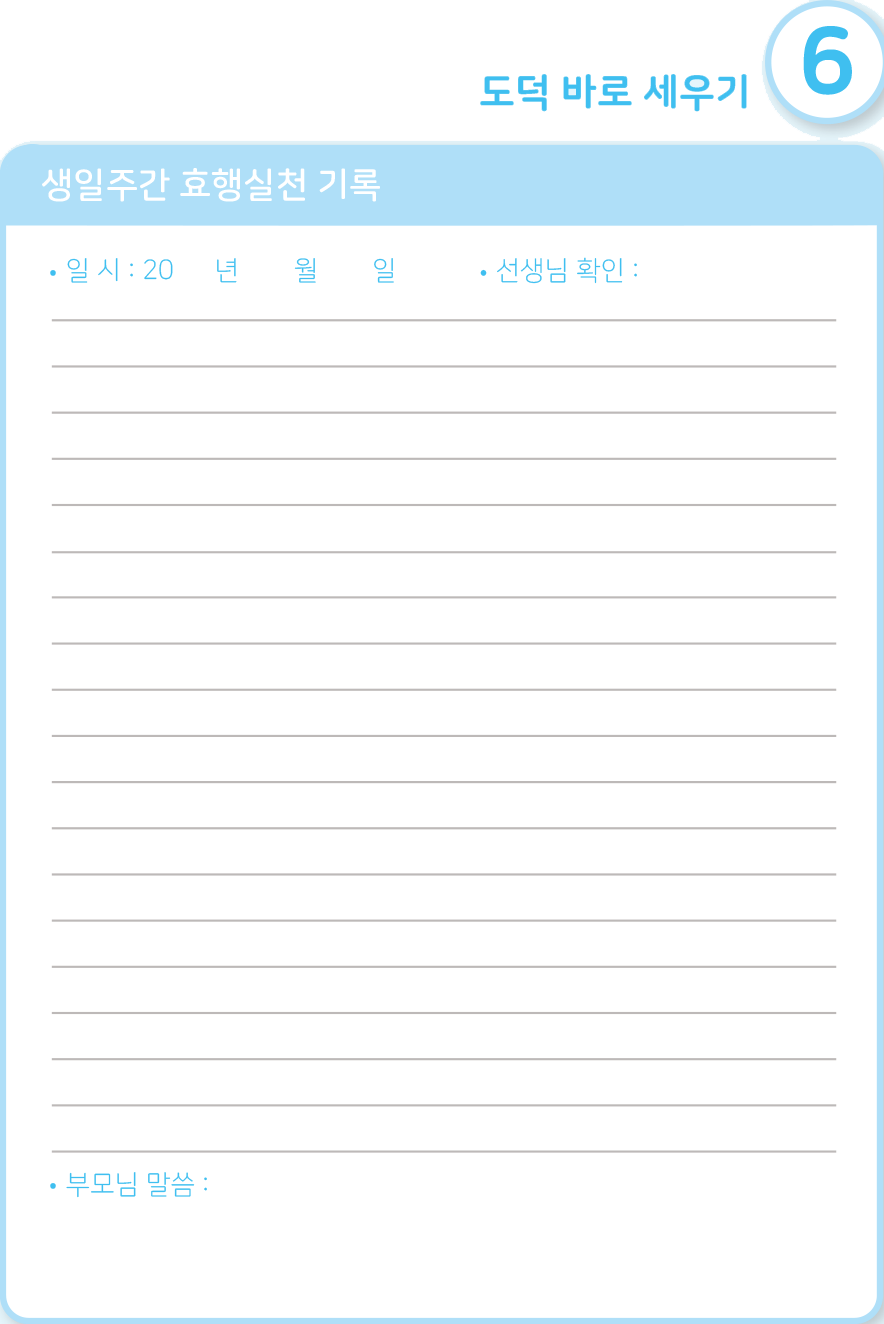 6
도덕 바로 세우기
생일주간 효행실천 기록
• 일 시 : 20 년 월 일 • 선생님 확인 :
• 부모님 말씀 :